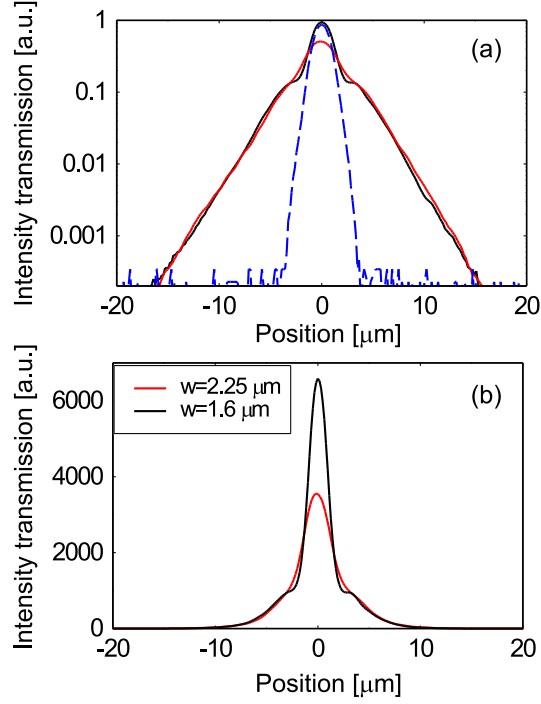 Intensity transmission [a.u.]
(a)
1
0.1
0.01
0.001
-20 -10 0 10 20
Position [μm]
Intensity transmission [a.u.]
(b)
w=2.25 μm
w=1.6 μm
6000
4000
2000
0
-20 -10 0 10 20
Position [μm]